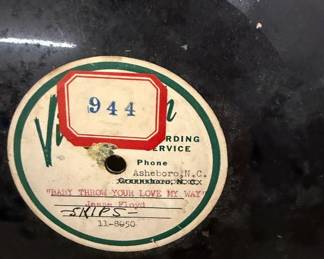 944
RDING
SERVICE
Phone
Asheboro, N.C.
Greensboro, N. C.X
"BABY THROW YOUR LOVE MY WAY"
Jesse Floyd
-SKIPS-
11-8650